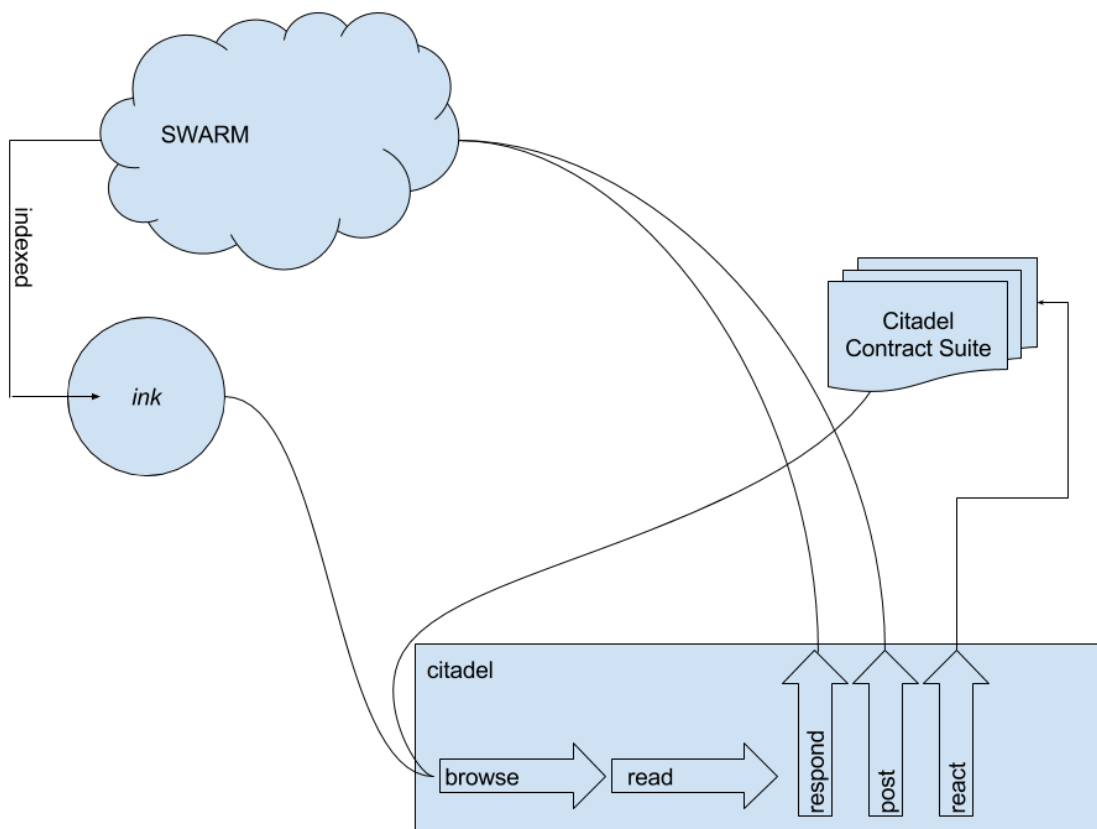 SWARM
indexed
Citadel
Contract Suite
ink
citadel
browse
read
respond
post
react